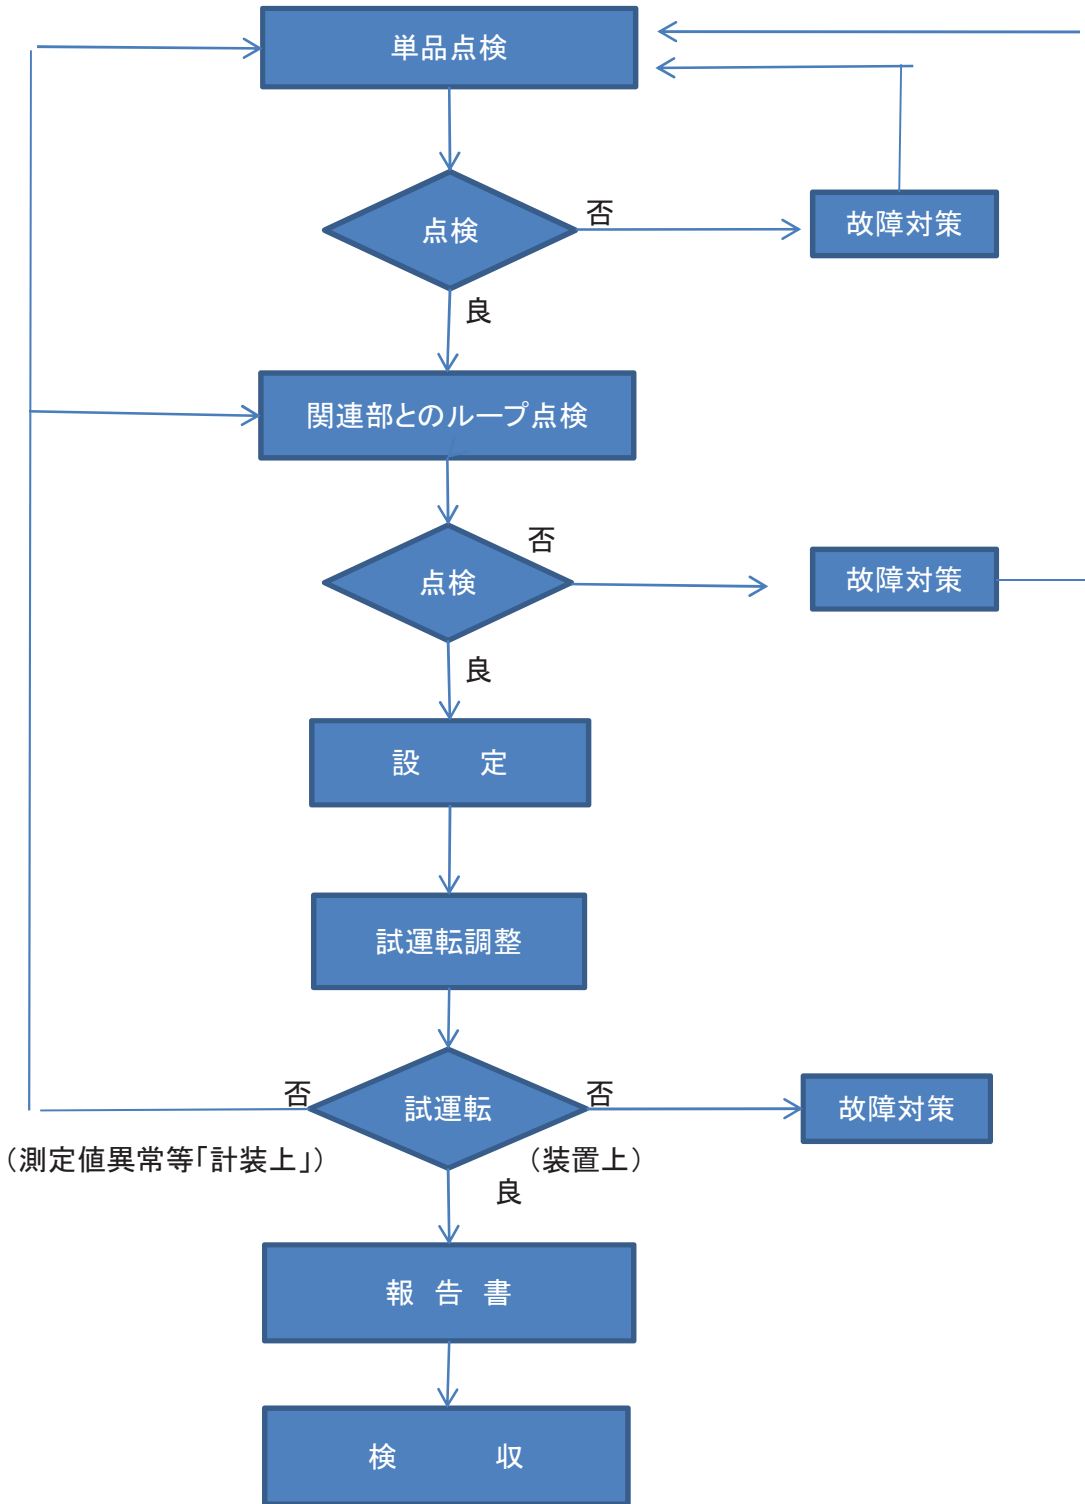 単品点検
点検
否
故障対策
良
関連部とのループ点検
否
点検
故障対策
良
設　　定
試運転調整
否
試運転
否
故障対策
（測定値異常等「計装上」）
（装置上）
良
報　告　書
検　　　収